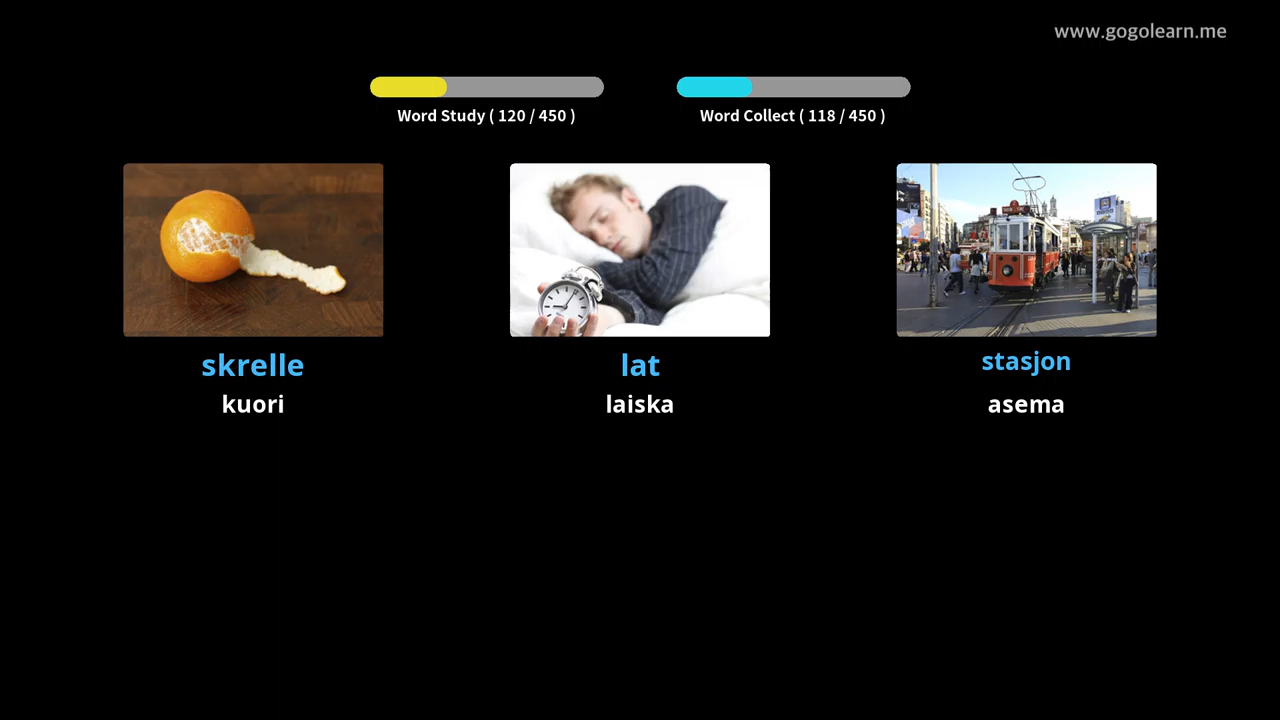 www.gogolearn.me
Word Study ( 120 / 450 )
Word Collect ( 118 / 450 )
skrelle
lat
stasjon
kuori
laiska
asema